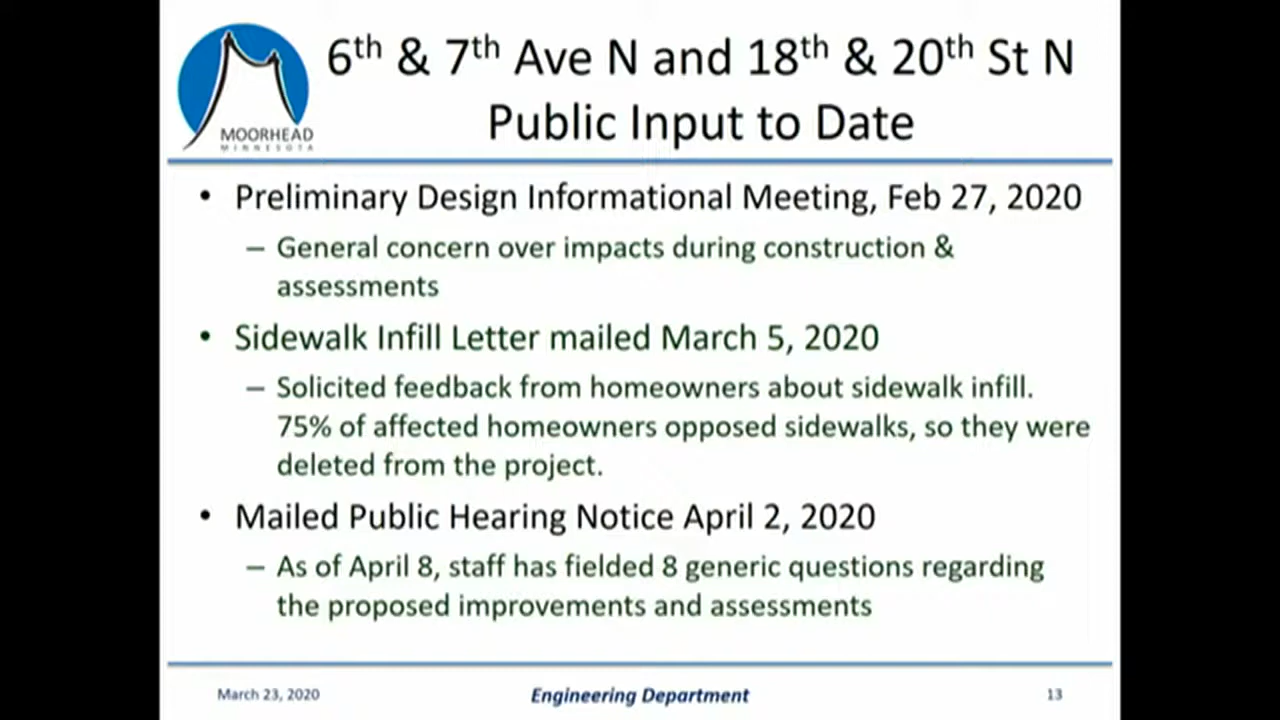 6th & 7th Ave N and 18th & 20th St N
Public Input to Date
MOORHEAD
MINNESOTA
• Preliminary Design Informational Meeting, Feb 27, 2020
– General concern over impacts during construction &
assessments
• Sidewalk Infill Letter mailed March 5, 2020
– Solicited feedback from homeowners about sidewalk infill.
75% of affected homeowners opposed sidewalks, so they were
deleted from the project.
• Mailed Public Hearing Notice April 2, 2020
– As of April 8, staff has fielded 8 generic questions regarding
the proposed improvements and assessments
March 23, 2020
Engineering Department
13